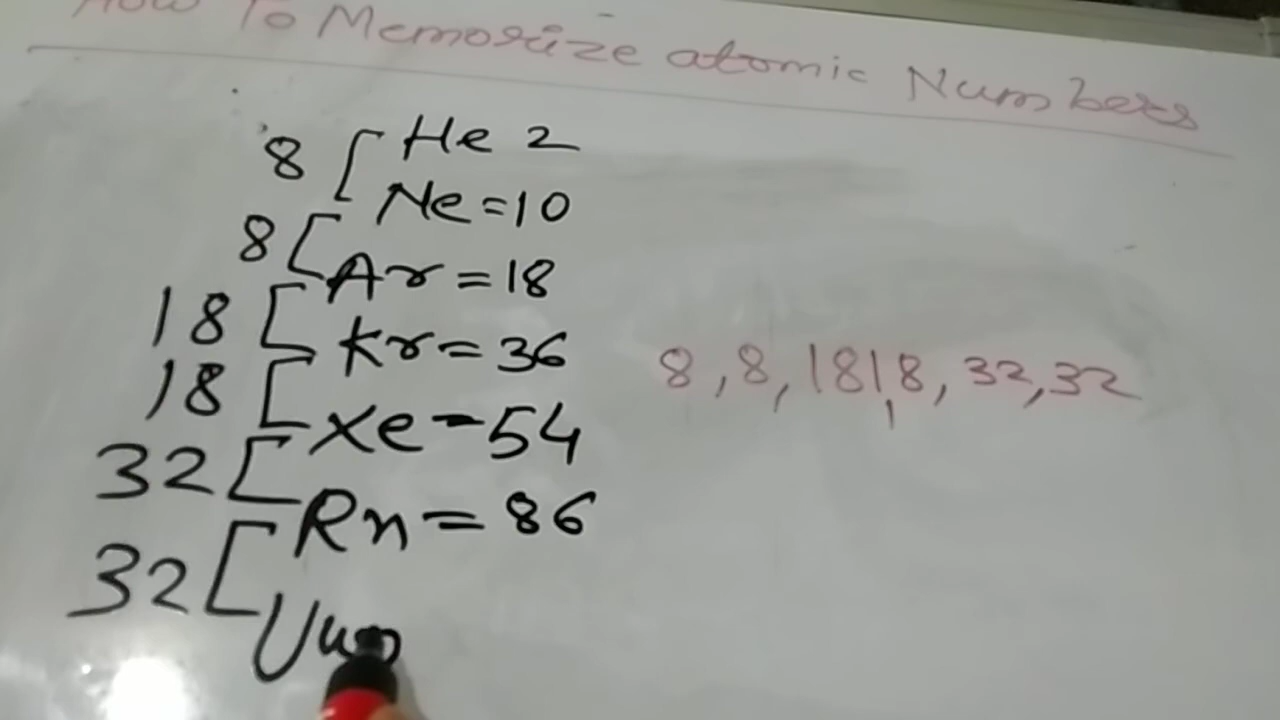 How To Memorize atomic Numbers
8 [ He 2
Ne = 10
8 [ Ar = 18
18 [ Kr = 36
18 [ Xe - 54
32 [ Rn = 86
32 [ Uuo
8, 8, 18 18, 32, 32